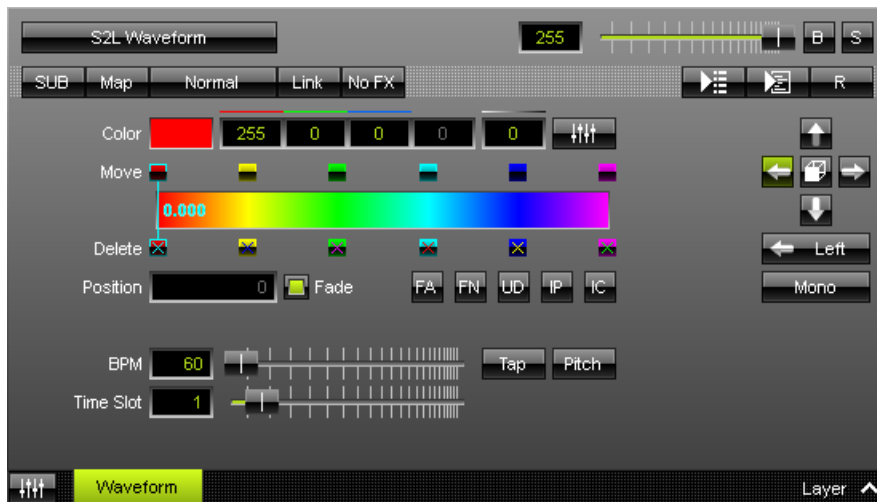 S2L Waveform 255 B S
SUB Map Normal Link No FX R
Color 255 0 0 0 0
Move
0.000
Delete
Left
Position 0 Fade FA FN UD IP IC Mono
BPM 60 Tap Pitch
Time Slot 1
Waveform Layer